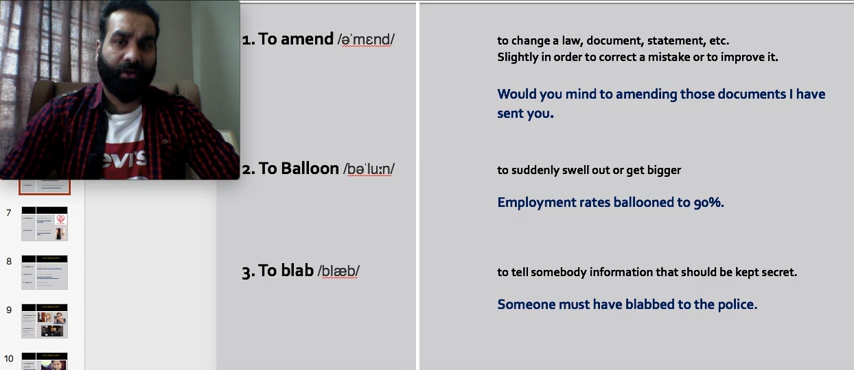 1. To amend /əˈmɛnd/
to change a law, document, statement, etc.
Slightly in order to correct a mistake or to improve it.
Would you mind to amending those documents I have
sent you.
2. To Balloon /bəˈluːn/
to suddenly swell out or get bigger
Employment rates ballooned to 90%.
3. To blab /blæb/
to tell somebody information that should be kept secret.
Someone must have blabbed to the police.
7
8
9
10
evi's